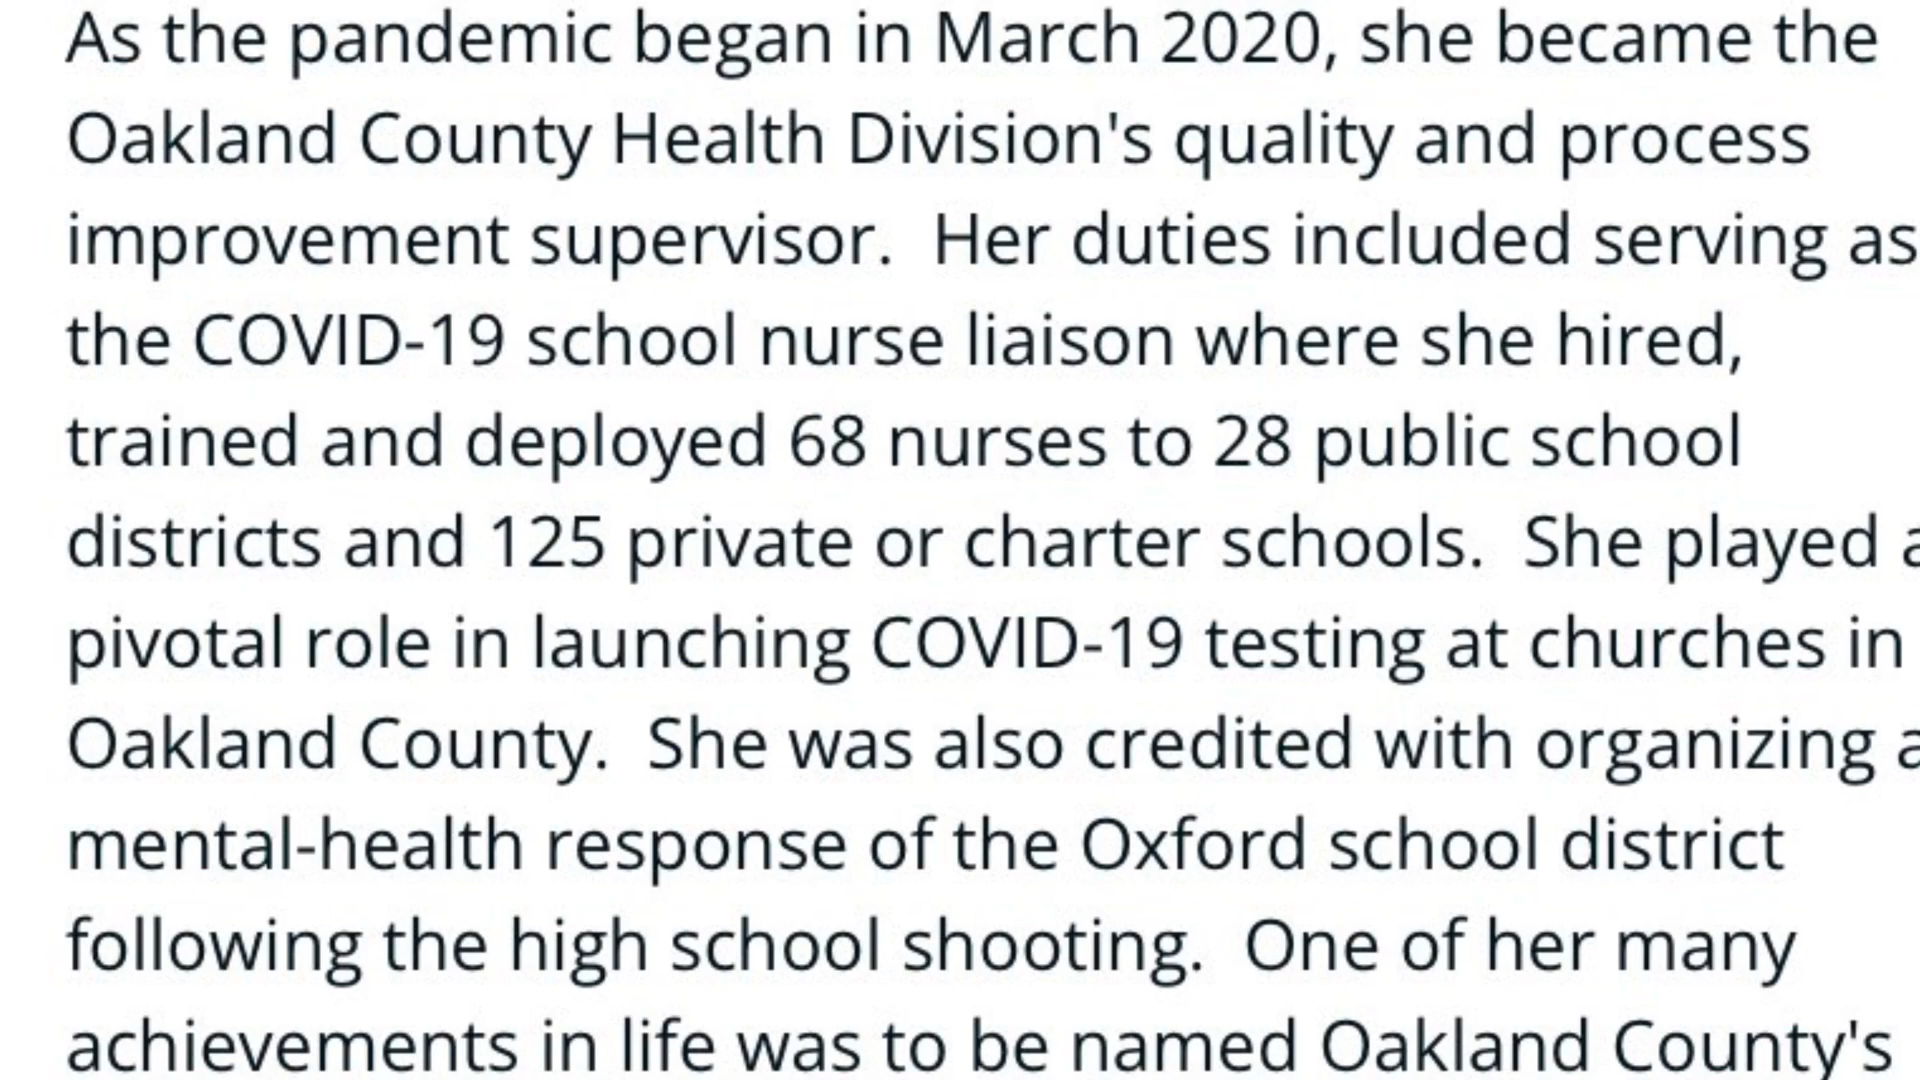 As the pandemic began in March 2020, she became the
Oakland County Health Division's quality and process
improvement supervisor.  Her duties included serving as
the COVID-19 school nurse liaison where she hired,
trained and deployed 68 nurses to 28 public school
districts and 125 private or charter schools.  She played a
pivotal role in launching COVID-19 testing at churches in
Oakland County.  She was also credited with organizing a
mental-health response of the Oxford school district
following the high school shooting.  One of her many
achievements in life was to be named Oakland County's